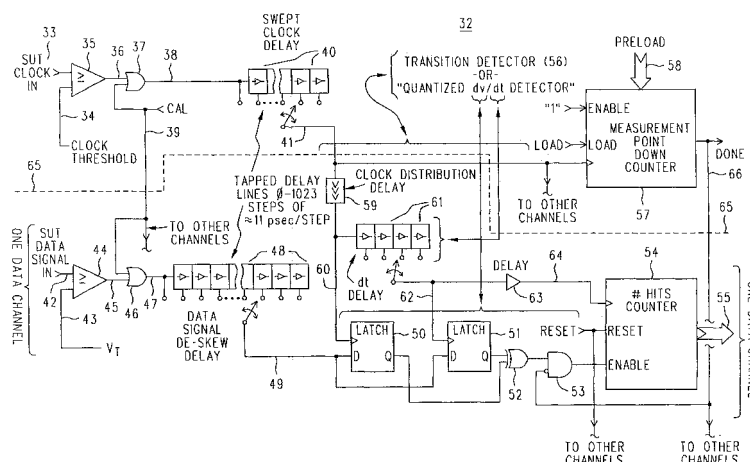 32
33
SUT
CLOCK
IN
35
≥
36
37
38
34
CAL
39
CLOCK
THRESHOLD
SWEPT
CLOCK
DELAY
40
41
TRANSITION DETECTOR (56)
-OR-
"QUANTIZED dv/dt DETECTOR"
PRELOAD
58
"1"
ENABLE
LOAD
LOAD
MEASUREMENT
POINT
DOWN
COUNTER
57
DONE
66
65
65
TAPPED DELAY
LINES 0-1023
STEPS OF
≈11 psec/STEP
CLOCK DISTRIBUTION
DELAY
59
61
TO OTHER
CHANNELS
TO OTHER
CHANNELS
ONE DATA CHANNEL
SUT
DATA
SIGNAL
IN
42
44
≥
43
45
46
47
48
VT
DATA
SIGNAL
DE-SKEW
DELAY
49
60
dt
DELAY
62
DELAY
63
64
54
# HITS
COUNTER
55
RESET
RESET
ENABLE
LATCH
50
D
Q
LATCH
51
D
Q
52
53
TO OTHER
CHANNELS
TO OTHER
CHANNELS